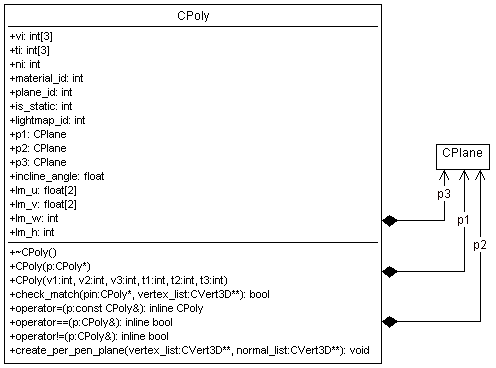 CPoly
+vi: int[3]
+ti: int[3]
+ni: int
+material_id: int
+plane_id: int
+is_static: int
+lightmap_id: int
+p1: CPlane
+p2: CPlane
+p3: CPlane
+incline_angle: float
+lm_u: float[2]
+lm_v: float[2]
+lm_w: int
+lm_h: int
+~CPoly()
+CPoly(p:CPoly*)
+CPoly(v1:int, v2:int, v3:int, t1:int, t2:int, t3:int)
+check_match(pin:CPoly*, vertex_list:CVert3D**): bool
+operator=(p:const CPoly&): inline CPoly
+operator==(p:CPoly&): inline bool
+operator!=(p:CPoly&): inline bool
+create_per_pen_plane(vertex_list:CVert3D**, normal_list:CVert3D**): void
CPlane
p3
p1
p2